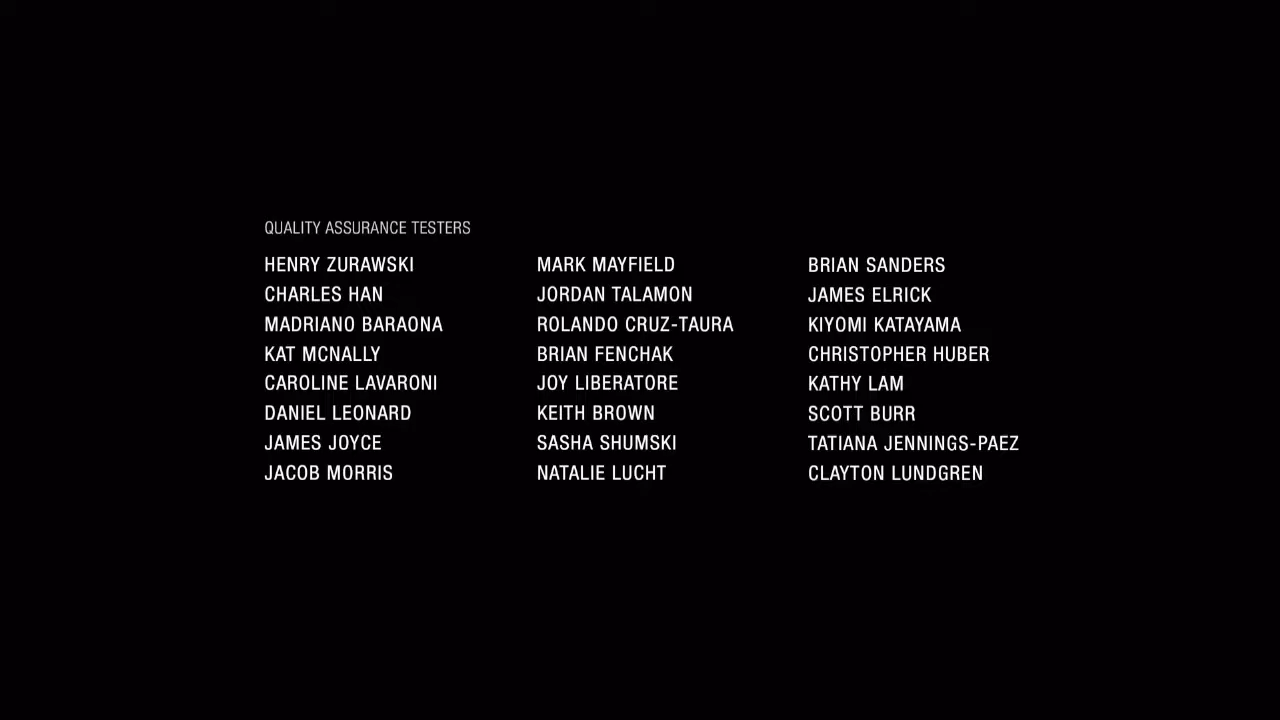 QUALITY ASSURANCE TESTERS
HENRY ZURAWSKI
CHARLES HAN
MADRIANO BARAONA
KAT MCNALLY
CAROLINE LAVARONI
DANIEL LEONARD
JAMES JOYCE
JACOB MORRIS
MARK MAYFIELD
JORDAN TALAMON
ROLANDO CRUZ-TAURA
BRIAN FENCHAK
JOY LIBERATORE
KEITH BROWN
SASHA SHUMSKI
NATALIE LUCHT
BRIAN SANDERS
JAMES ELRICK
KIYOMI KATAYAMA
CHRISTOPHER HUBER
KATHY LAM
SCOTT BURR
TATIANA JENNINGS-PAEZ
CLAYTON LUNDGREN